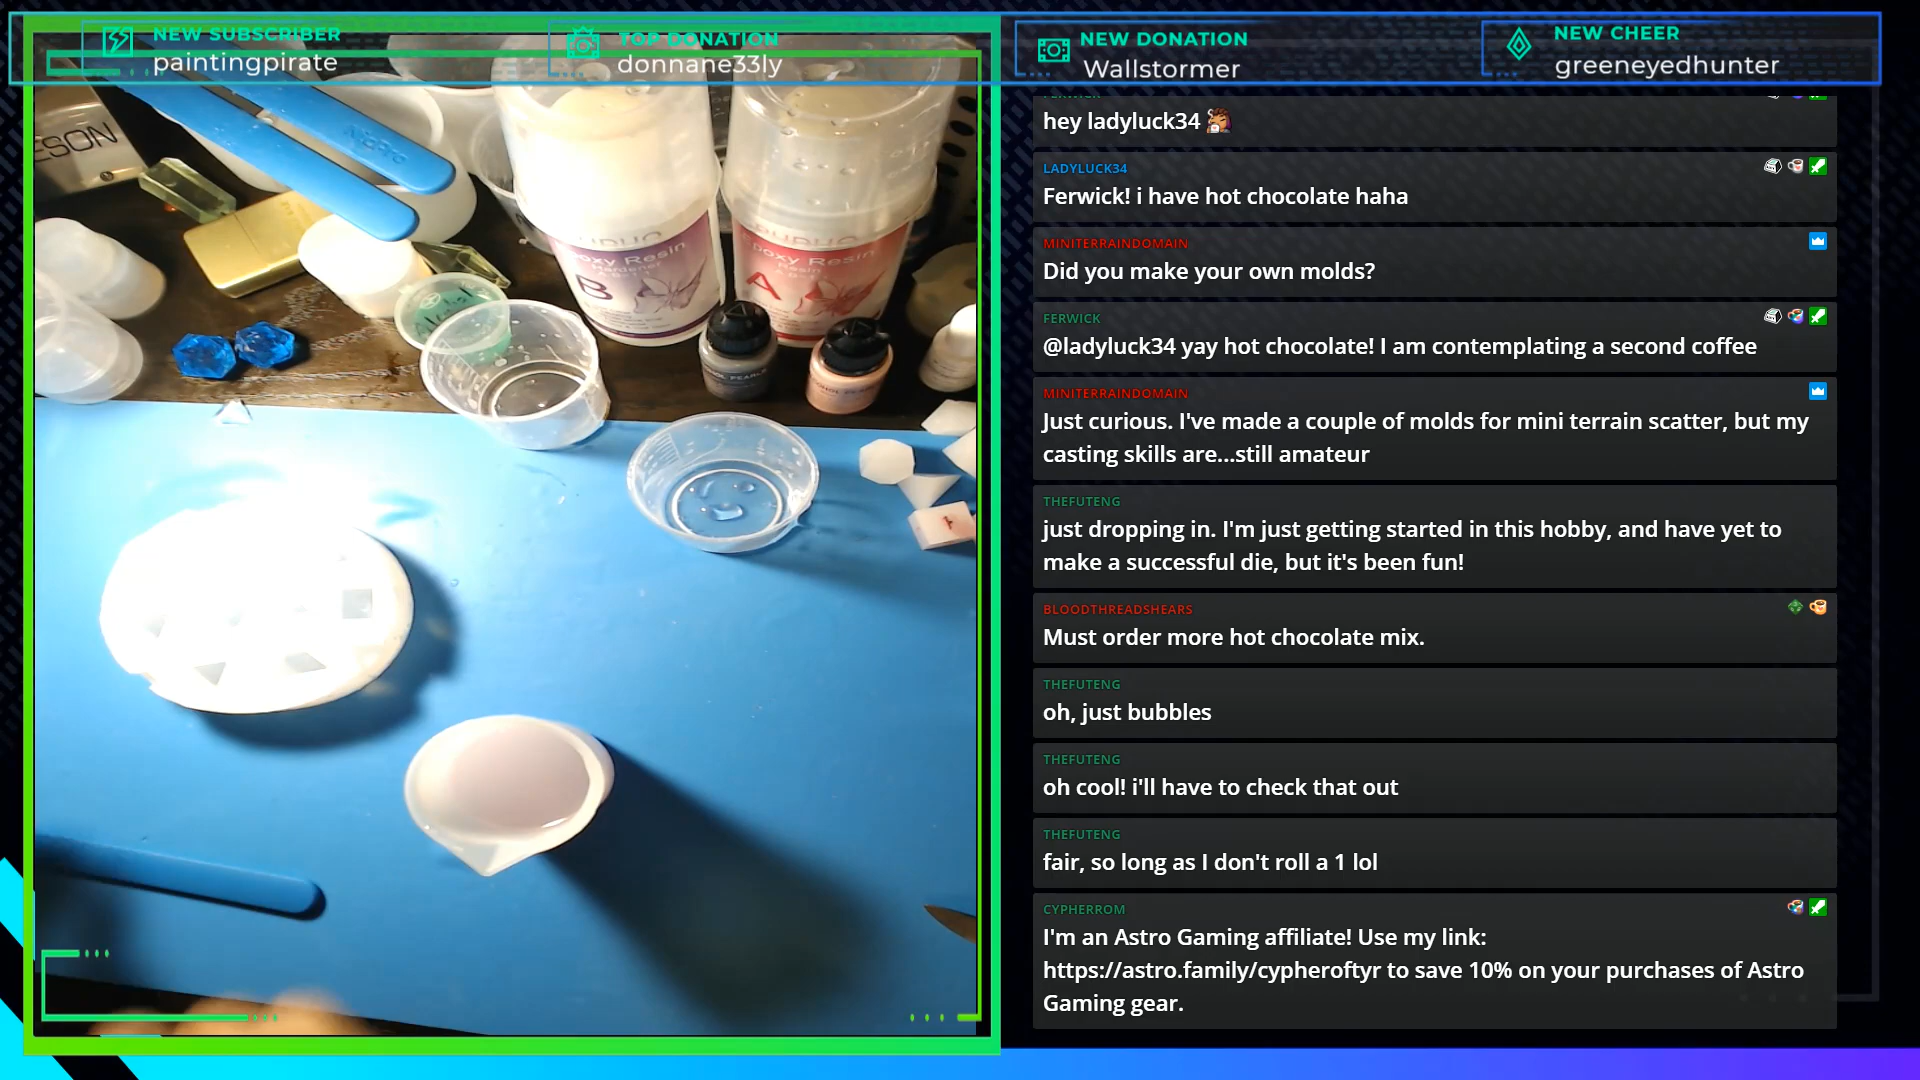 NEW SUBSCRIBER
paintingpirate
TOP DONATION
donnane33ly
NEW DONATION
Wallstormer
NEW CHEER
greeneyedhunter
hey ladyluck34
LADYLUCK34
Ferwick! i have hot chocolate haha
MINITERRAINDOMAIN
Did you make your own molds?
FERWICK
@ladyluck34 yay hot chocolate! I am contemplating a second coffee
MINITERRAINDOMAIN
Just curious. I've made a couple of molds for mini terrain scatter, but my
casting skills are...still amateur
THEFUTENG
just dropping in. I'm just getting started in this hobby, and have yet to
make a successful die, but it's been fun!
BLOODTHREADSHEARS
Must order more hot chocolate mix.
THEFUTENG
oh, just bubbles
THEFUTENG
oh cool! i'll have to check that out
THEFUTENG
fair, so long as I don't roll a 1 lol
CYPHERROM
I'm an Astro Gaming affiliate! Use my link:
https://astro.family/cypheroftyr to save 10% on your purchases of Astro
Gaming gear.
Resin
Hardener
B
Resin
Resin
A